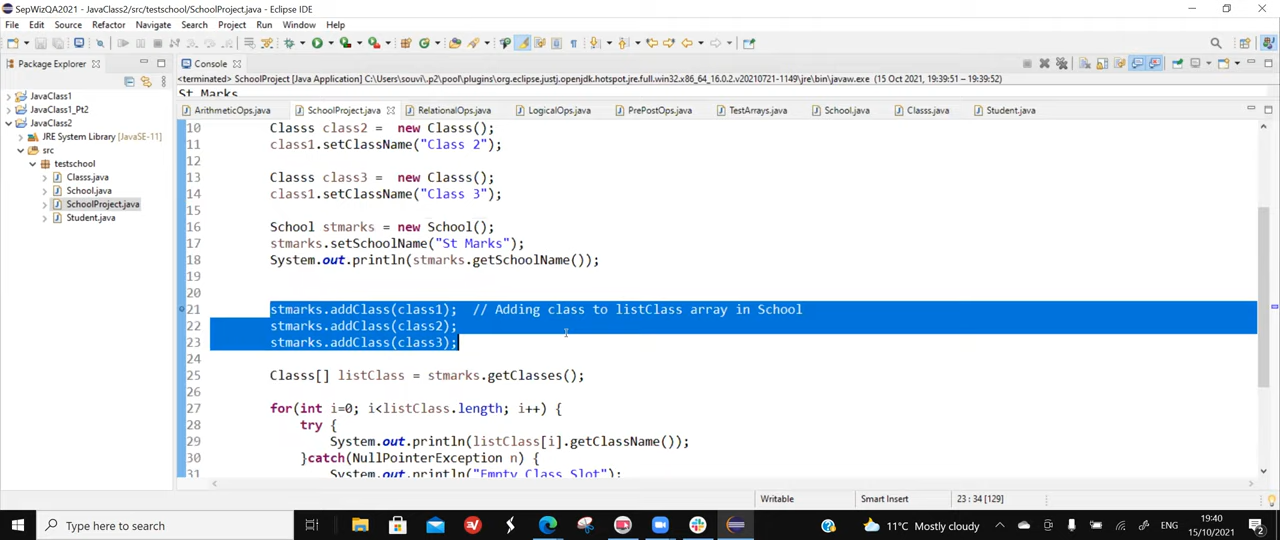 SepWizQA2021 - JavaClass2/src/testschool/SchoolProject.java - Eclipse IDE
File Edit Source Refactor Navigate Search Project Run Window Help
Package Explorer
Console
<terminated> SchoolProject [Java Application] C:\Users\souvi\.p2\pool\plugins\org.eclipse.justj.openjdk.hotspot.jre.full.win32.x86_64_16.0.2.v20210721-1149\jre\bin\javaw.exe (15 Oct 2021, 19:39:51 – 19:39:52)
St Marks
JavaClass1
JavaClass1_Pt2
JavaClass2
JRE System Library [JavaSE-11]
src
testschool
Classs.java
School.java
SchoolProject.java
Student.java
ArithmeticOps.java SchoolProject.java RelationalOps.java LogicalOps.java PrePostOps.java TestArrays.java School.java Classs.java Student.java
10 Classs class2 = new Classs();
11 class1.setClassName("Class 2");
12
13 Classs class3 = new Classs();
14 class1.setClassName("Class 3");
15
16 School stmarks = new School();
17 stmarks.setSchoolName("St Marks");
18 System.out.println(stmarks.getSchoolName());
19
20
21 stmarks.addClass(class1); // Adding class to listClass array in School
22 stmarks.addClass(class2);
23 stmarks.addClass(class3);
24
25 Classs[] listClass = stmarks.getClasses();
26
27 for(int i=0; i<listClass.length; i++) {
28 try {
29 System.out.println(listClass[i].getClassName());
30 }catch(NullPointerException n) {
31 System.out.println("Empty Class Slot");
Writable Smart Insert 23 : 34 [129]
Type here to search
11°C Mostly cloudy
ENG
19:40
15/10/2021
2